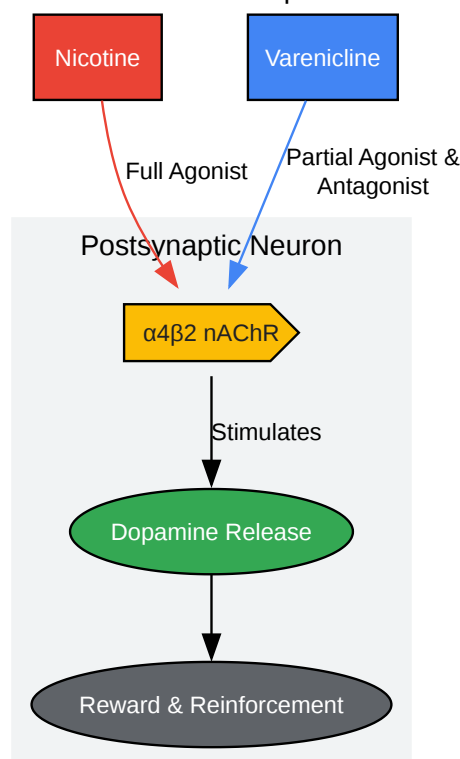 Nicotine
Varenicline
Full Agonist
Partial Agonist &
Antagonist
Postsynaptic Neuron
α4β2 nAChR
Stimulates
Dopamine Release
Reward & Reinforcement